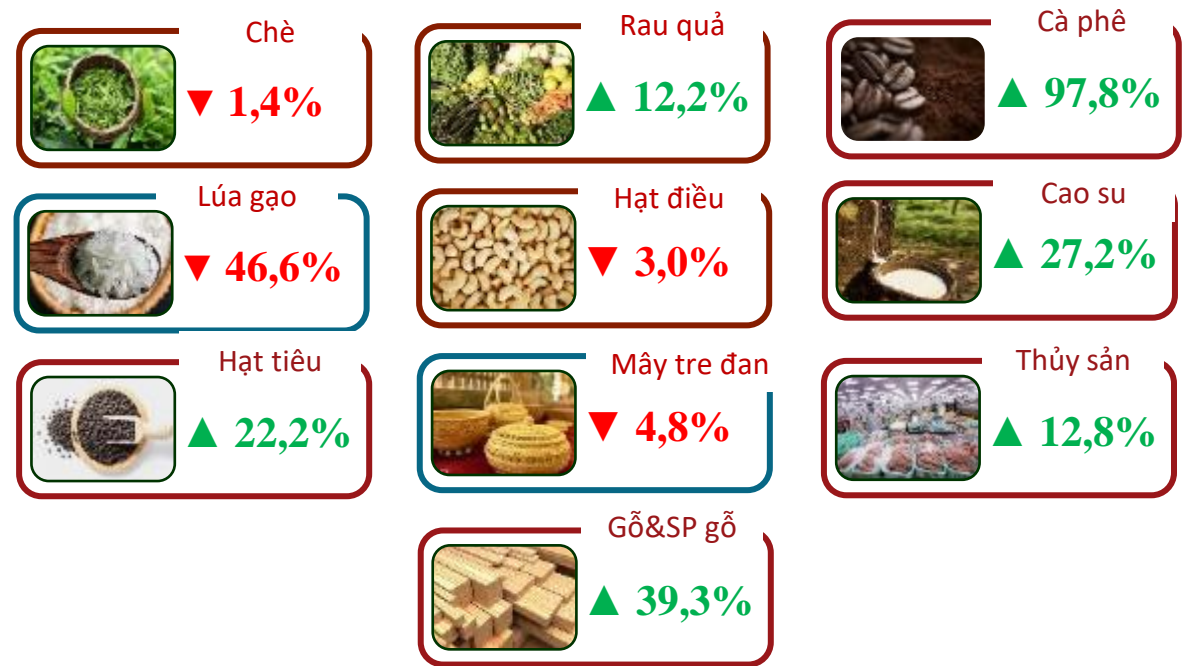 Chè
▼ 1,4%
Rau quả
▲ 12,2%
Cà phê
▲ 97,8%
Lúa gạo
▼ 46,6%
Hạt điều
▼ 3,0%
Cao su
▲ 27,2%
Hạt tiêu
▲ 22,2%
Mây tre đan
▼ 4,8%
Thủy sản
▲ 12,8%
Gỗ&SP gỗ
▲ 39,3%